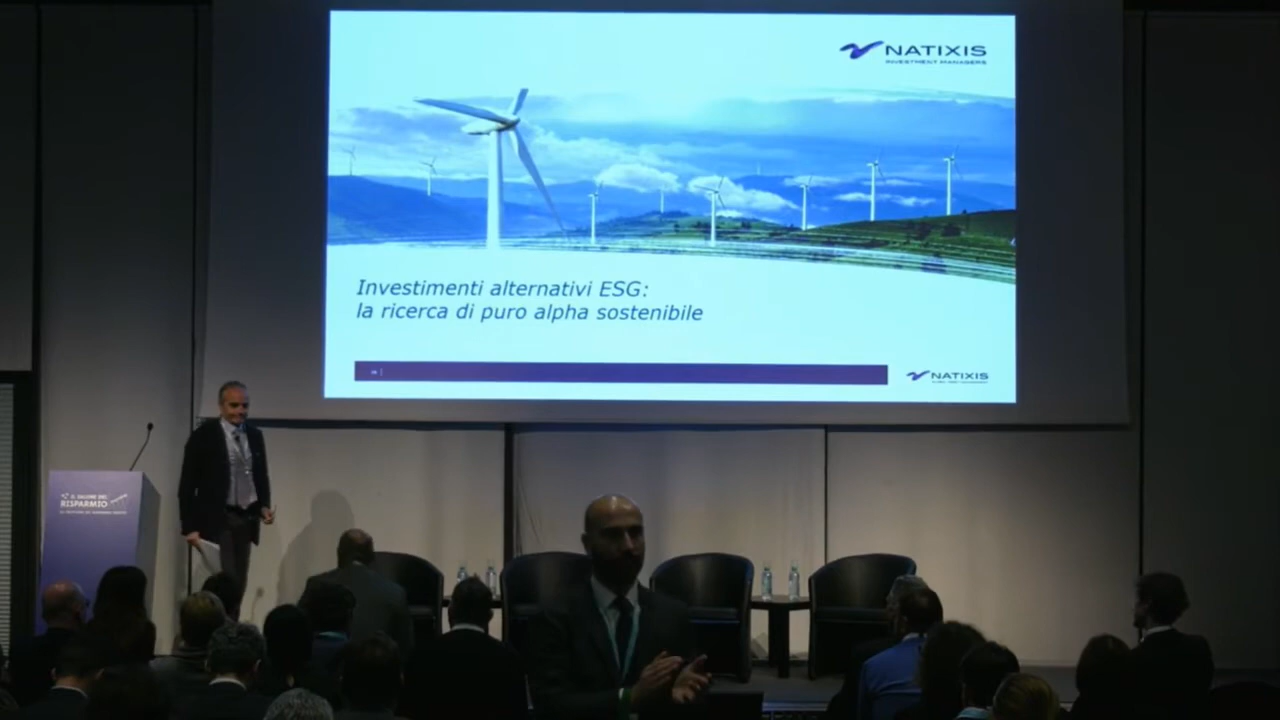 NATIXIS
INVESTMENT MANAGERS
Investimenti alternativi ESG:
la ricerca di puro alpha sostenibile
NATIXIS
IL SALONE DEL
RISPARMIO